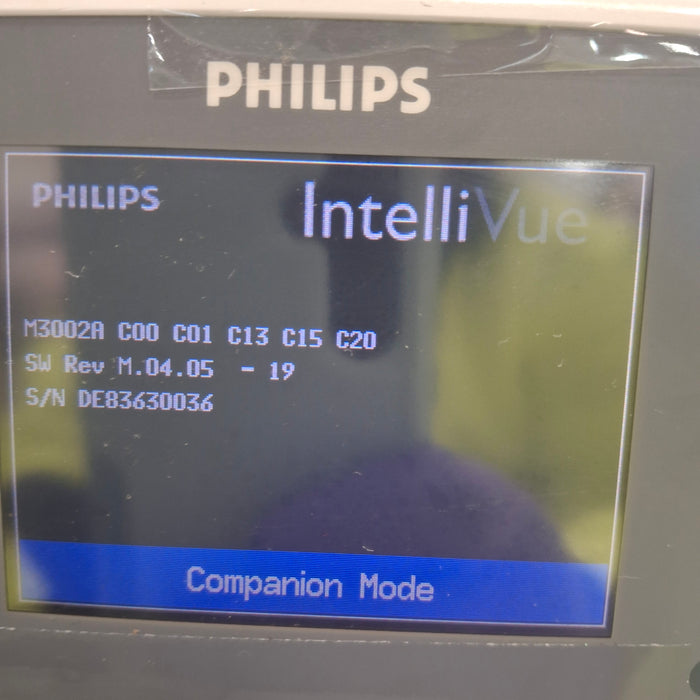 PHILIPS
PHILIPS IntelliVue
M3002A C00 C01 C13 C15 C20
SW Rev M.04.05 - 19
S/N DE83630036
Companion Mode